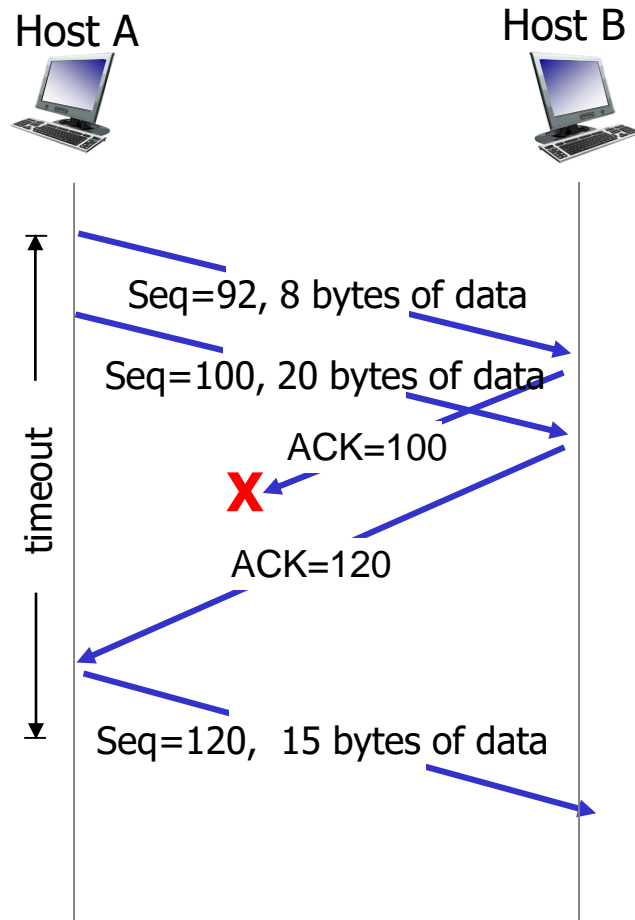 Host A
Host B
Seq=92, 8 bytes of data
Seq=100, 20 bytes of data
ACK=100
X
timeout
ACK=120
Seq=120, 15 bytes of data